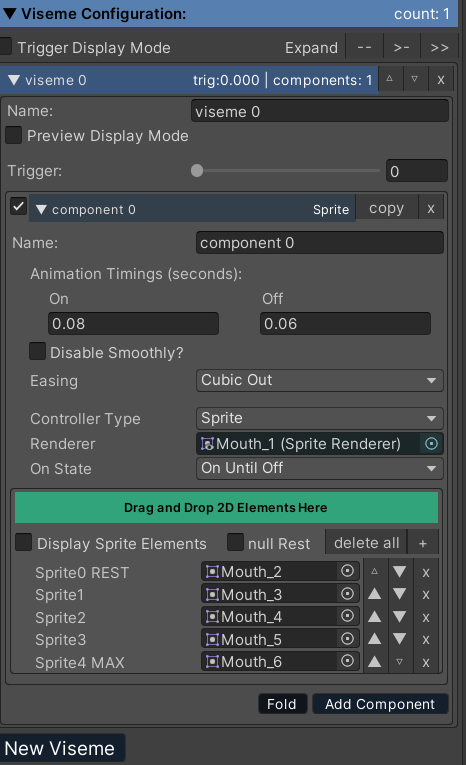 Viseme Configuration: count: 1
Trigger Display Mode Expand -- >- >>
viseme 0 trig:0.000 | components: 1 x
Name: viseme 0
Preview Display Mode
Trigger: 0
component 0 Sprite copy x
Name: component 0
Animation Timings (seconds):
On Off
0.08 0.06
Disable Smoothly?
Easing Cubic Out
Controller Type Sprite
Renderer Mouth_1 (Sprite Renderer)
On State On Until Off
Drag and Drop 2D Elements Here
Display Sprite Elements null Rest delete all +
Sprite0 REST Mouth_2 x
Sprite1 Mouth_3 x
Sprite2 Mouth_4 x
Sprite3 Mouth_5 x
Sprite4 MAX Mouth_6 x
Fold Add Component
New Viseme